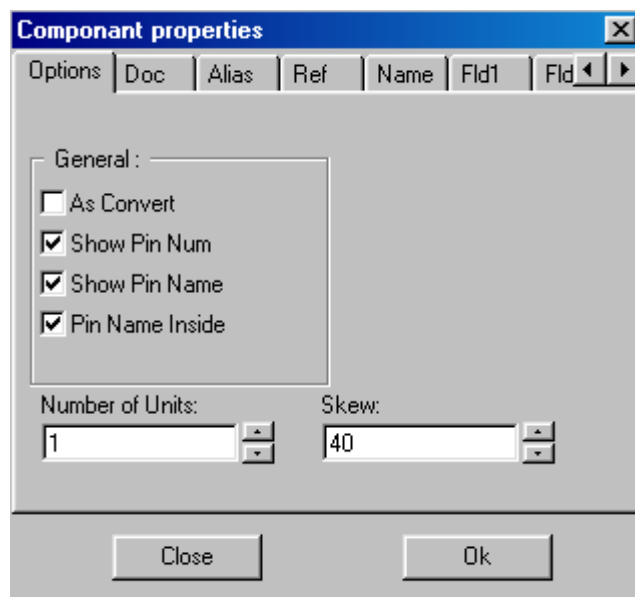 Componant properties
Options Doc Alias Ref Name Fld1 Fld
General :
As Convert
Show Pin Num
Show Pin Name
Pin Name Inside
Number of Units: Skew:
1 40
Close Ok